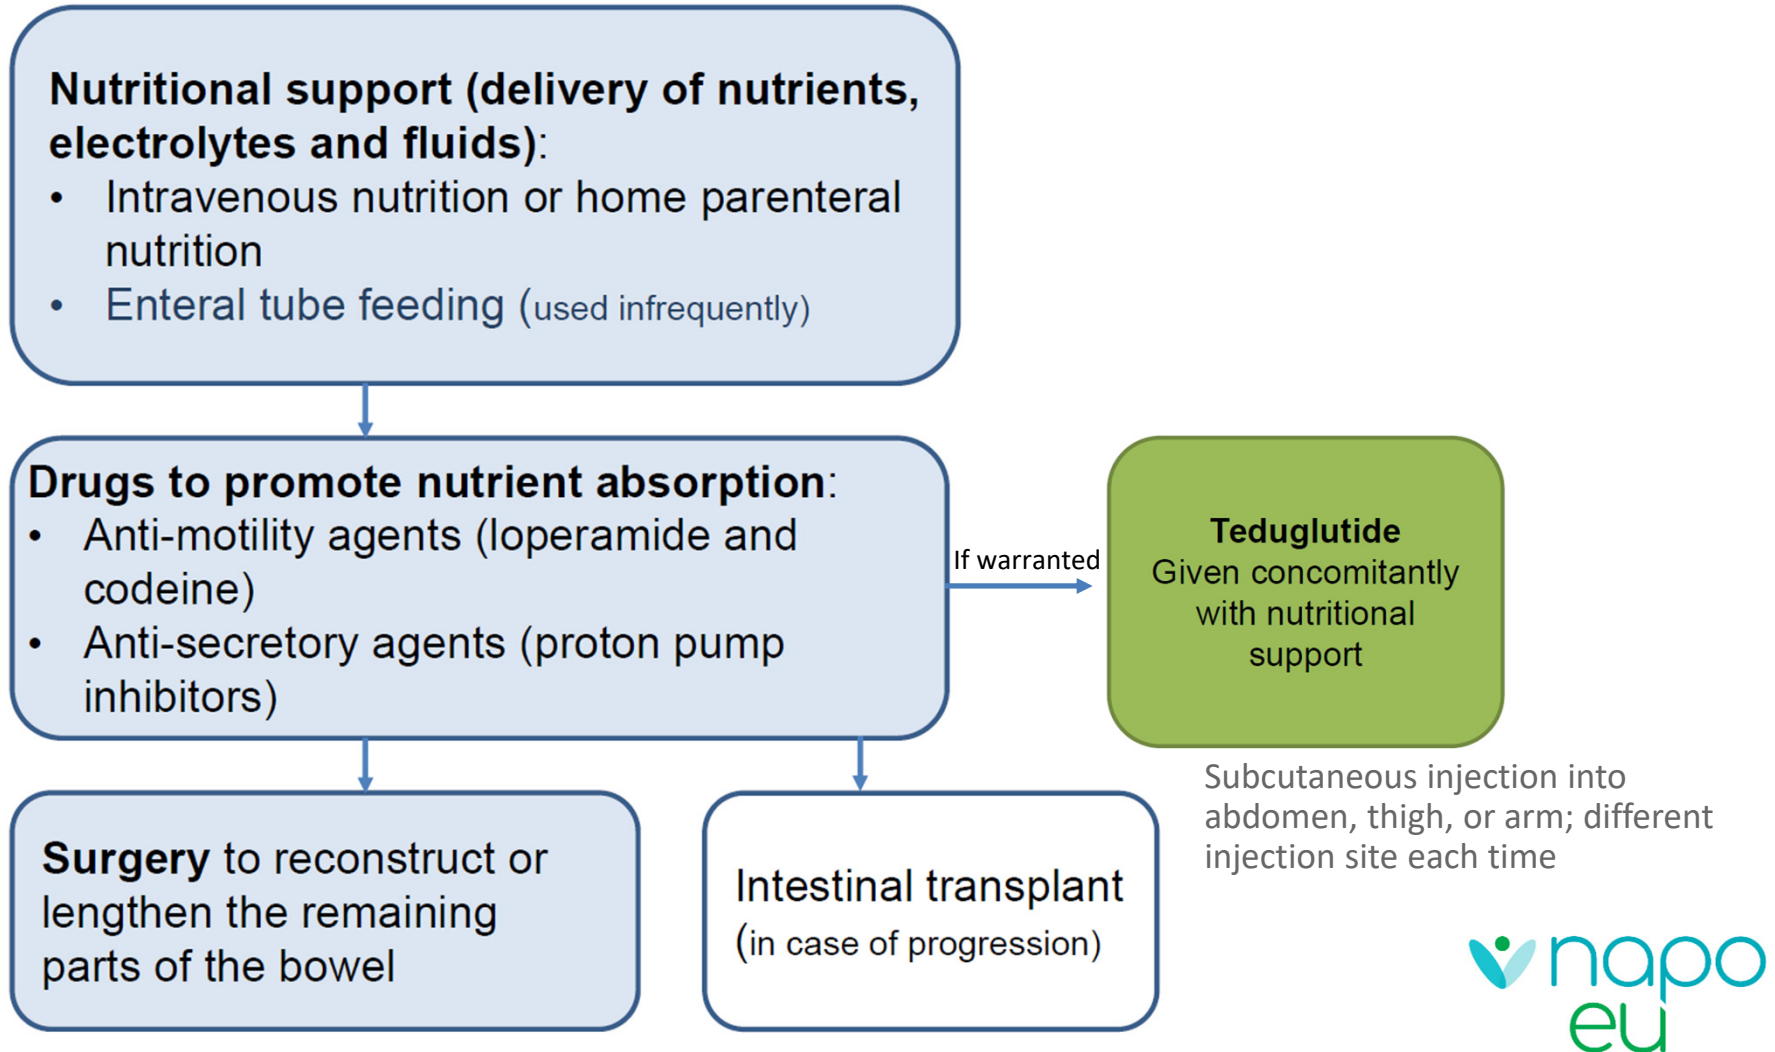 Nutritional support (delivery of nutrients,
electrolytes and fluids):
• Intravenous nutrition or home parenteral
nutrition
• Enteral tube feeding (used infrequently)
Drugs to promote nutrient absorption:
• Anti-motility agents (loperamide and
codeine)
• Anti-secretory agents (proton pump
inhibitors)
If warranted
Teduglutide
Given concomitantly
with nutritional
support
Subcutaneous injection into
abdomen, thigh, or arm; different
injection site each time
Surgery to reconstruct or
lengthen the remaining
parts of the bowel
Intestinal transplant
(in case of progression)
napo
eu